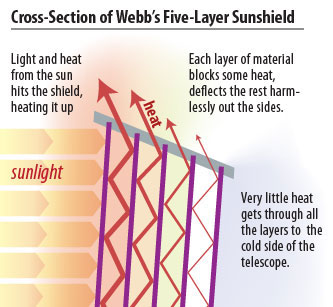 Cross-Section of Webb's Five-Layer Sunshield
Light and heat
from the sun
hits the shield,
heating it up
Each layer of material
blocks some heat,
deflects the rest harm-
lessly out the sides.
heat
sunlight
Very little heat
gets through all
the layers to the
cold side of the
telescope.